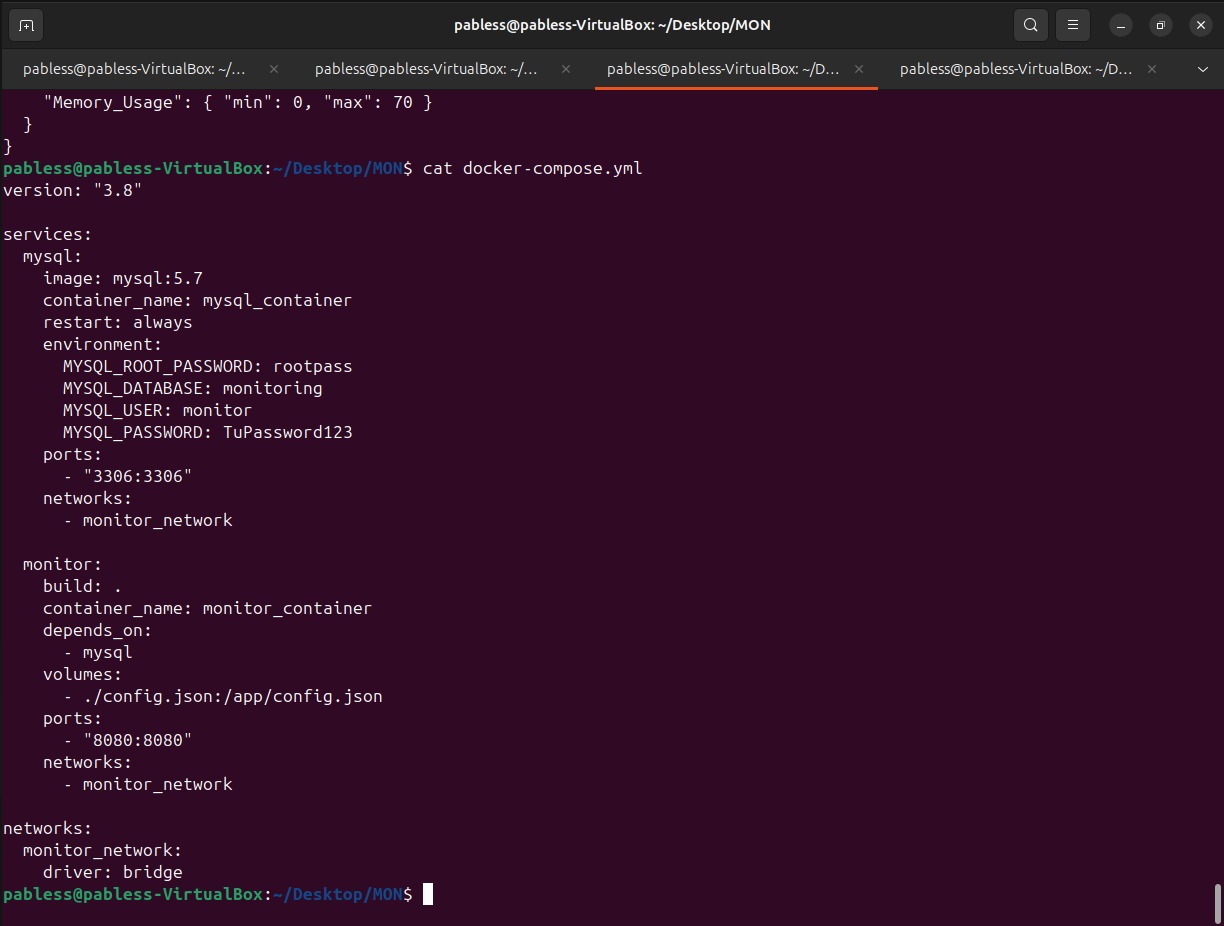 pabless@pabless-VirtualBox: ~/Desktop/MON
pabless@pabless-VirtualBox: ~/...
pabless@pabless-VirtualBox: ~/...
pabless@pabless-VirtualBox: ~/D...
pabless@pabless-VirtualBox: ~/D...
    "Memory_Usage": { "min": 0, "max": 70 }
  }
}
pabless@pabless-VirtualBox:~/Desktop/MON$ cat docker-compose.yml
version: "3.8"

services:
  mysql:
    image: mysql:5.7
    container_name: mysql_container
    restart: always
    environment:
      MYSQL_ROOT_PASSWORD: rootpass
      MYSQL_DATABASE: monitoring
      MYSQL_USER: monitor
      MYSQL_PASSWORD: TuPassword123
    ports:
      - "3306:3306"
    networks:
      - monitor_network

  monitor:
    build: .
    container_name: monitor_container
    depends_on:
      - mysql
    volumes:
      - ./config.json:/app/config.json
    ports:
      - "8080:8080"
    networks:
      - monitor_network

networks:
  monitor_network:
    driver: bridge
pabless@pabless-VirtualBox:~/Desktop/MON$